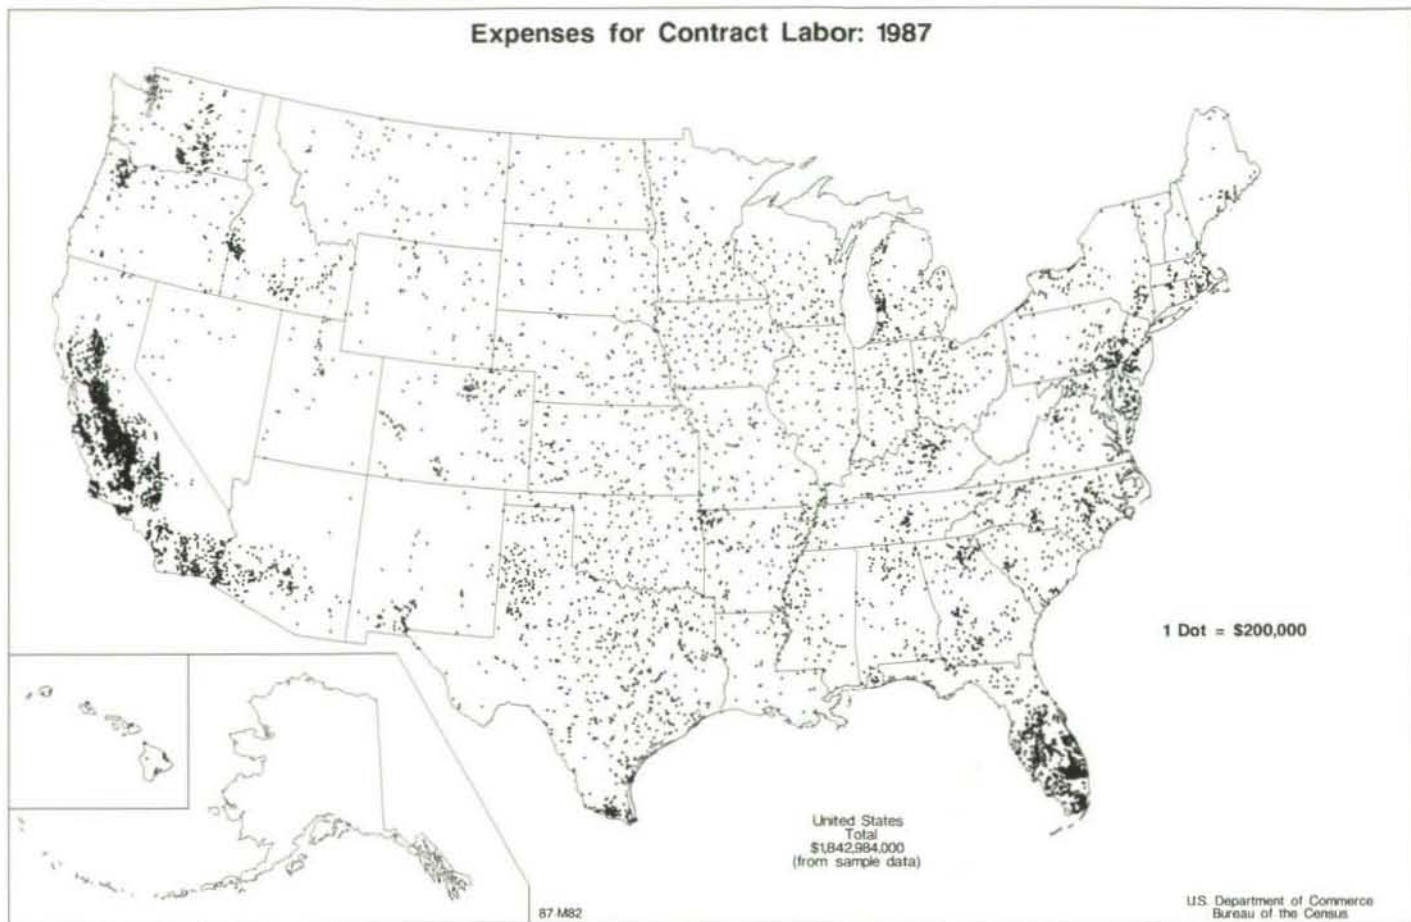 Expenses for Contract Labor: 1987
1 Dot = $200,000
United States
Total
$1,842,984,000
(from sample data)
87-M82
U.S. Department of Commerce
Bureau of the Census